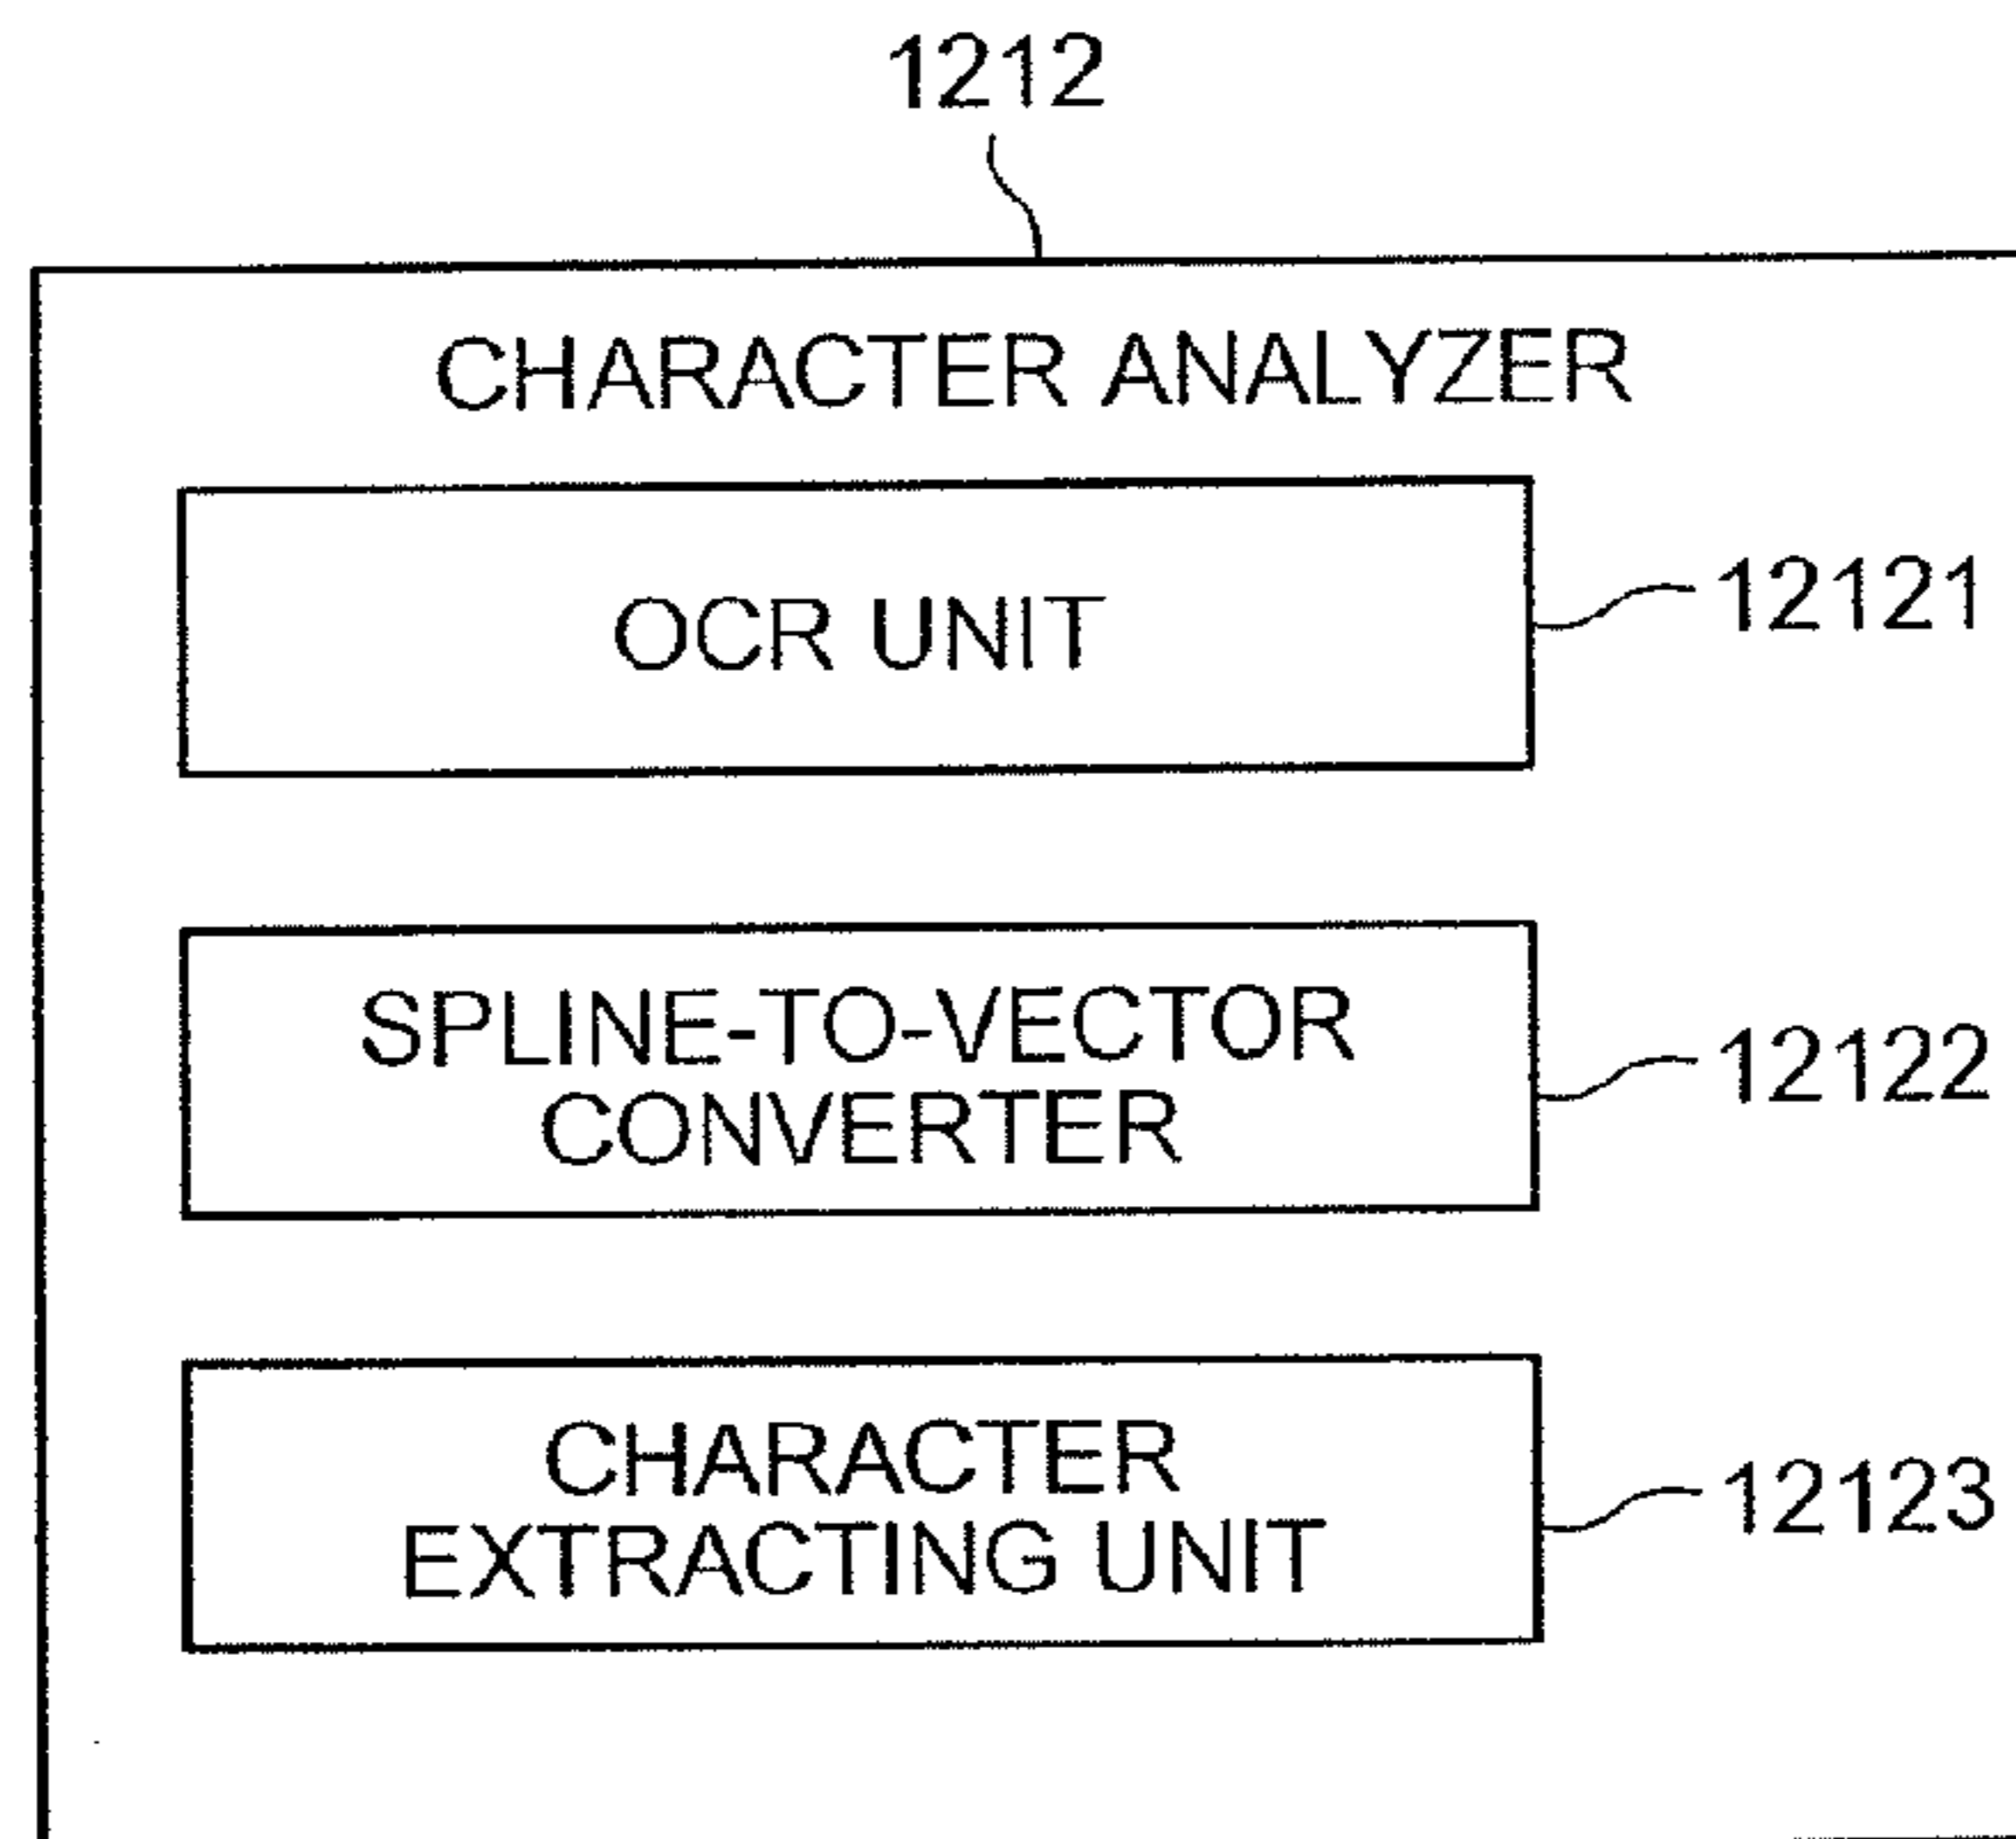 1212
CHARACTER ANALYZER
OCR UNIT
12121
SPLINE-TO-VECTOR
CONVERTER
12122
CHARACTER
EXTRACTING UNIT
12123